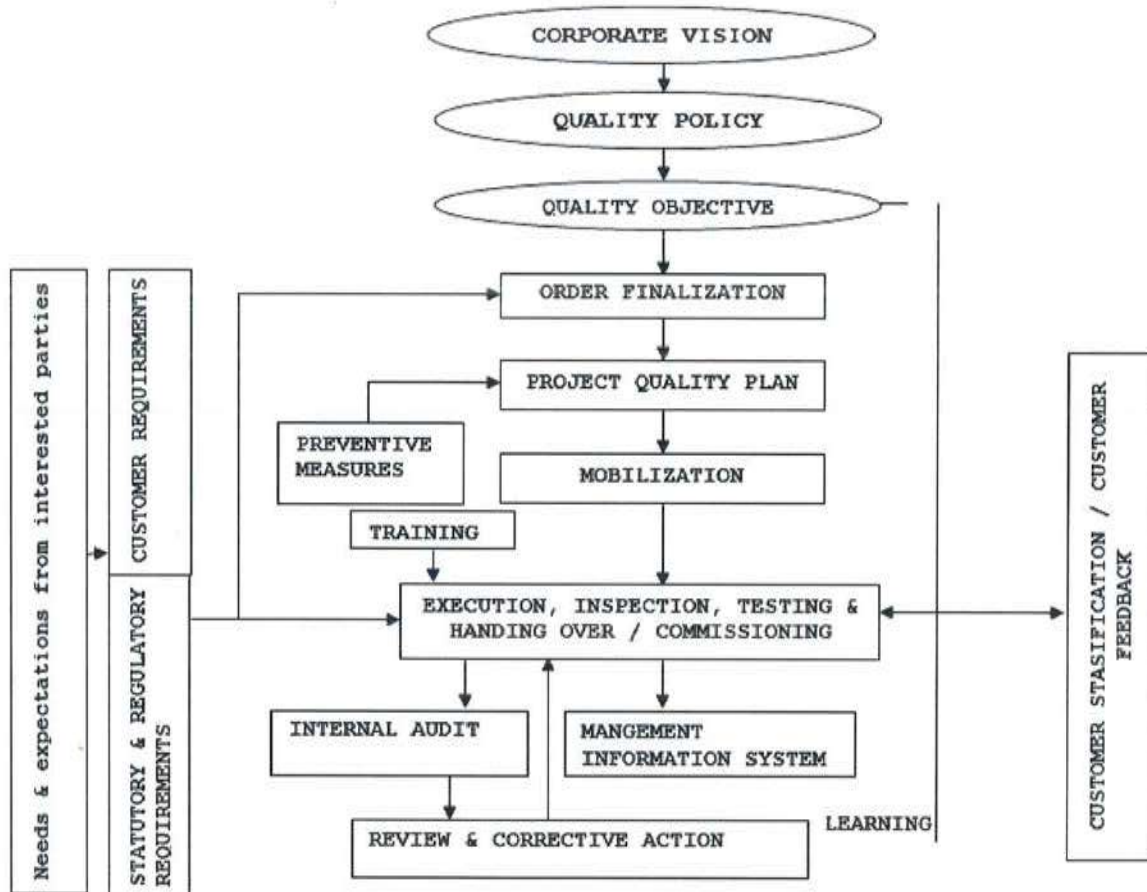 CORPORATE VISION
QUALITY POLICY
QUALITY OBJECTIVE
ORDER FINALIZATION
PROJECT QUALITY PLAN
PREVENTIVE
MEASURES
MOBILIZATION
TRAINING
EXECUTION, INSPECTION, TESTING &
HANDING OVER / COMMISSIONING
INTERNAL AUDIT
MANGEMENT
INFORMATION SYSTEM
REVIEW & CORRECTIVE ACTION
LEARNING
Needs & expectations from interested parties
CUSTOMER REQUIREMENTS
STATUTORY & REGULATORY
REQUIREMENTS
CUSTOMER STASIFICATION / CUSTOMER
FEEDBACK